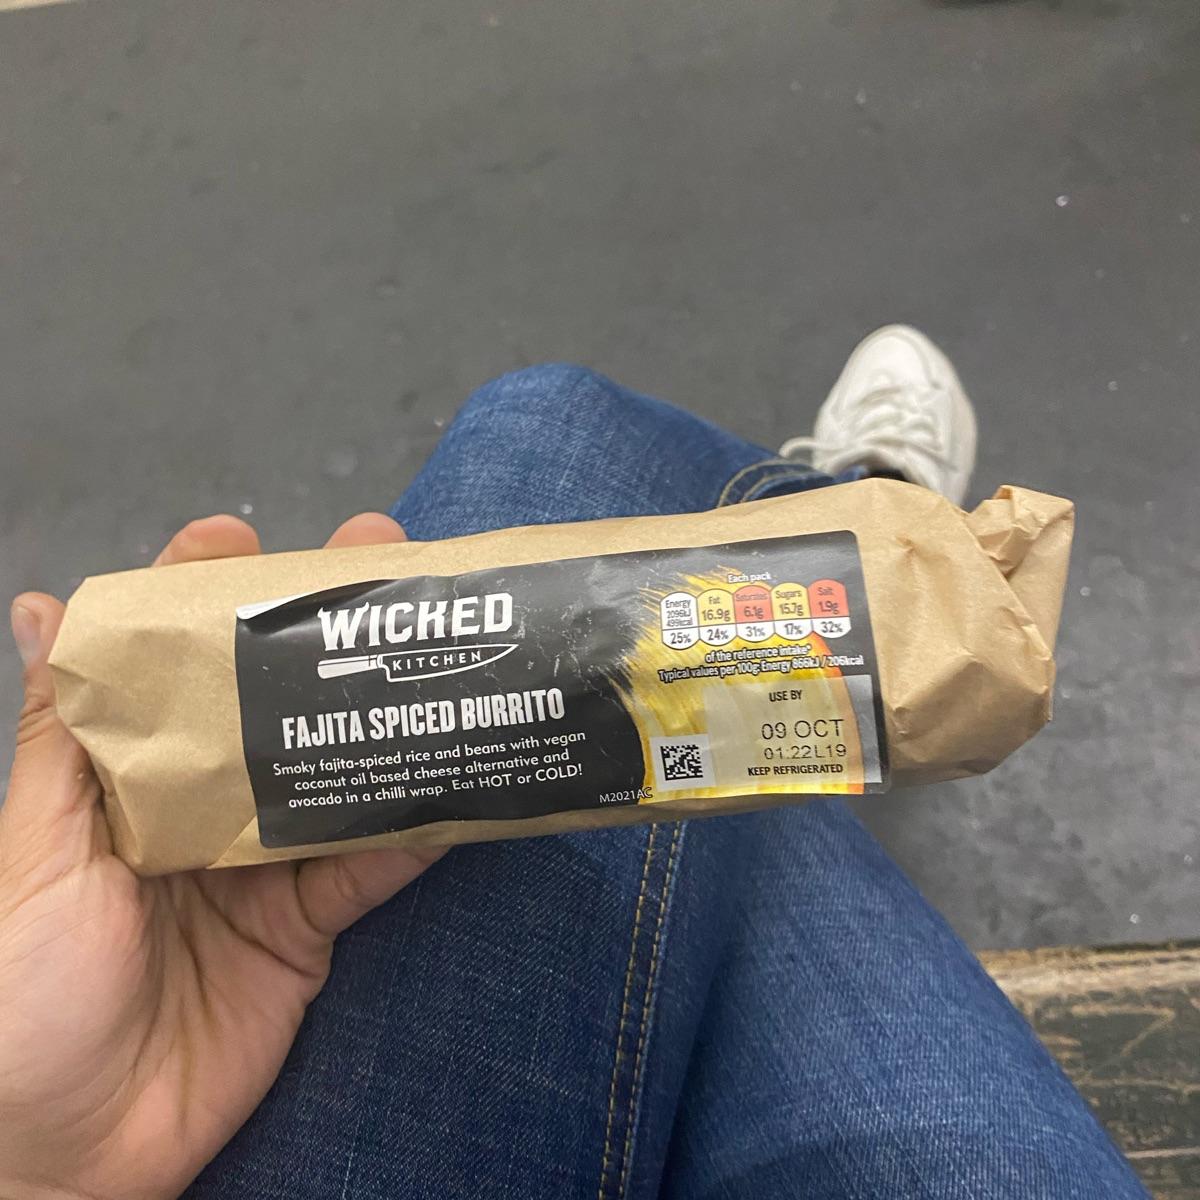 WICKED
KITCHEN
FAJITA SPICED BURRITO
Smoky fajita-spiced rice and beans with vegan
coconut oil based cheese alternative and
avocado in a chilli wrap. Eat HOT or COLD!
M2021AC
Each pack
Energy
2096kJ
499kcal
25%
Fat
16.9g
24%
Saturates
6.1g
31%
Sugars
15.7g
17%
Salt
1.9g
32%
of the reference intake*
Typical values per 100g: Energy 866kJ / 206kcal
USE BY
09 OCT
01:22L19
KEEP REFRIGERATED